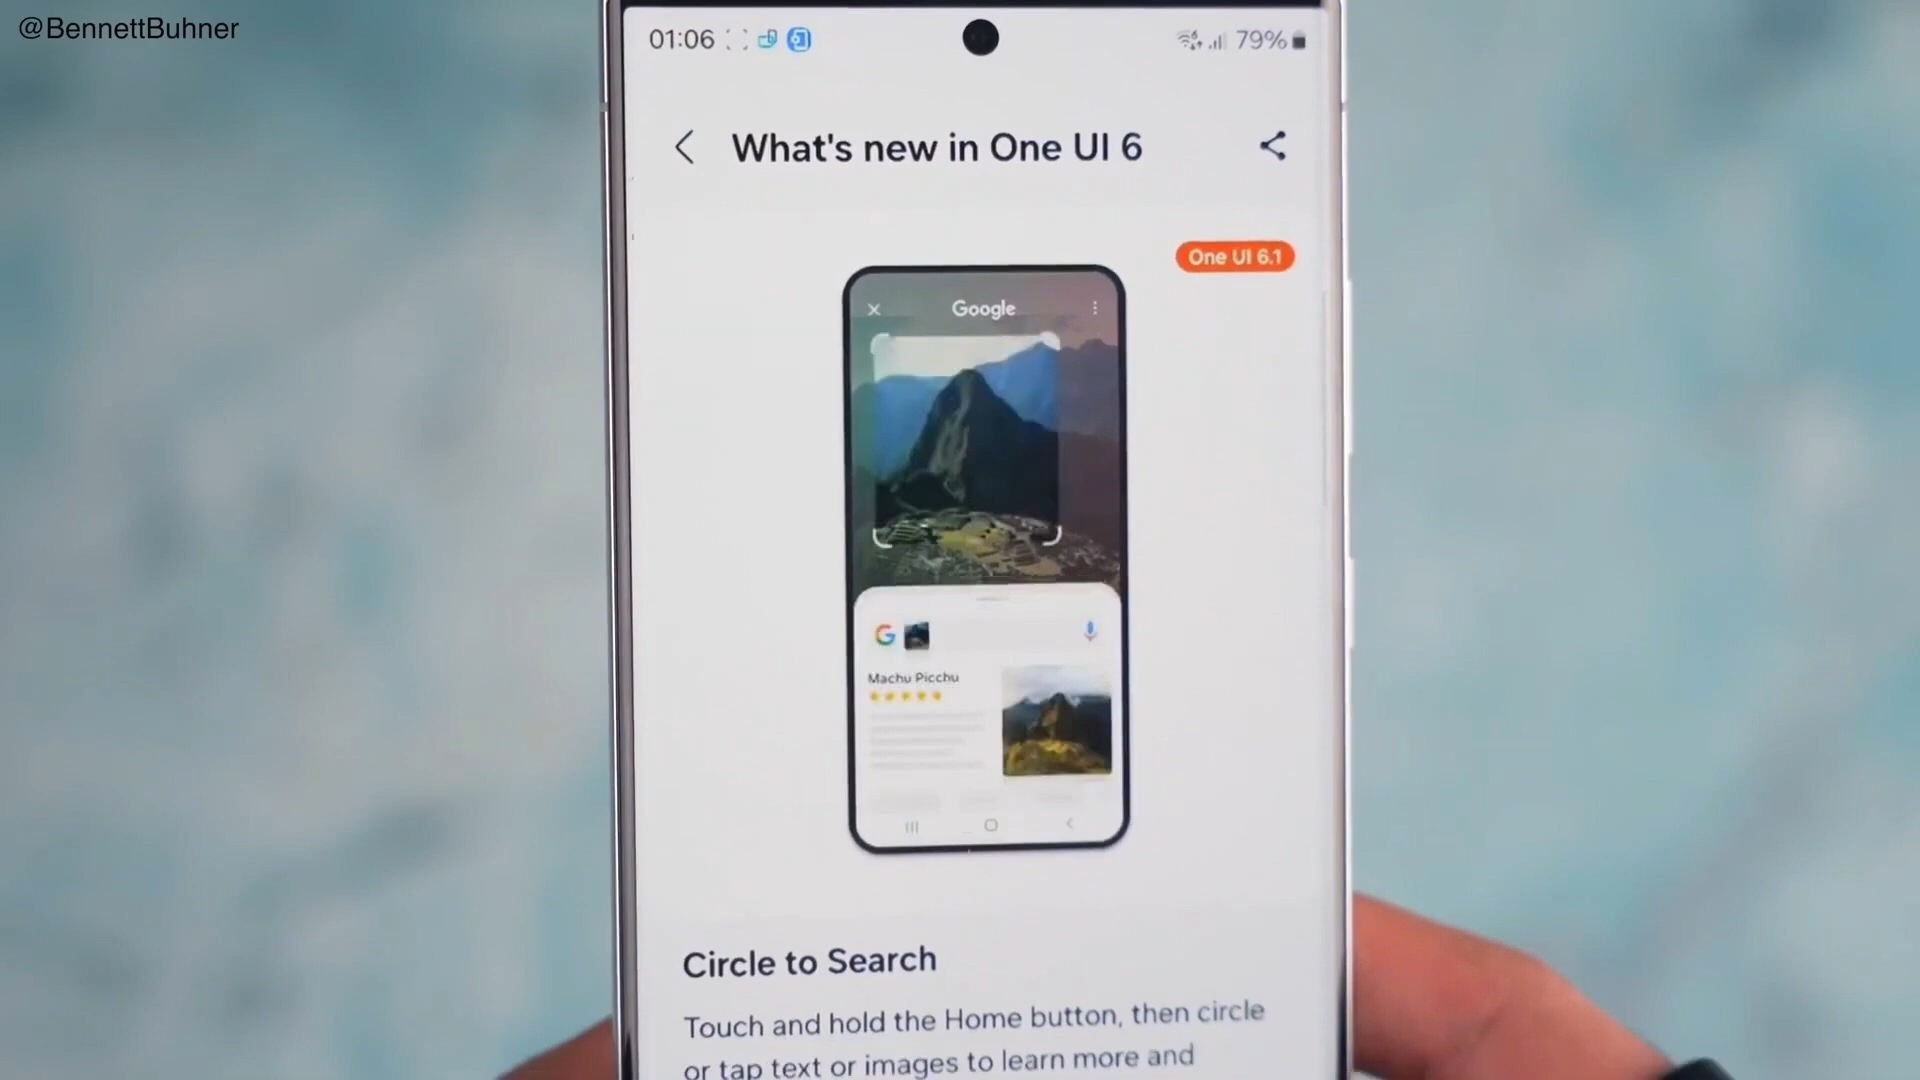 @BennettBuhner
01:06
79%
What's new in One UI 6
One UI 6.1
Google
G
Machu Picchu
Circle to Search
Touch and hold the Home button, then circle
or tap text or images to learn more and